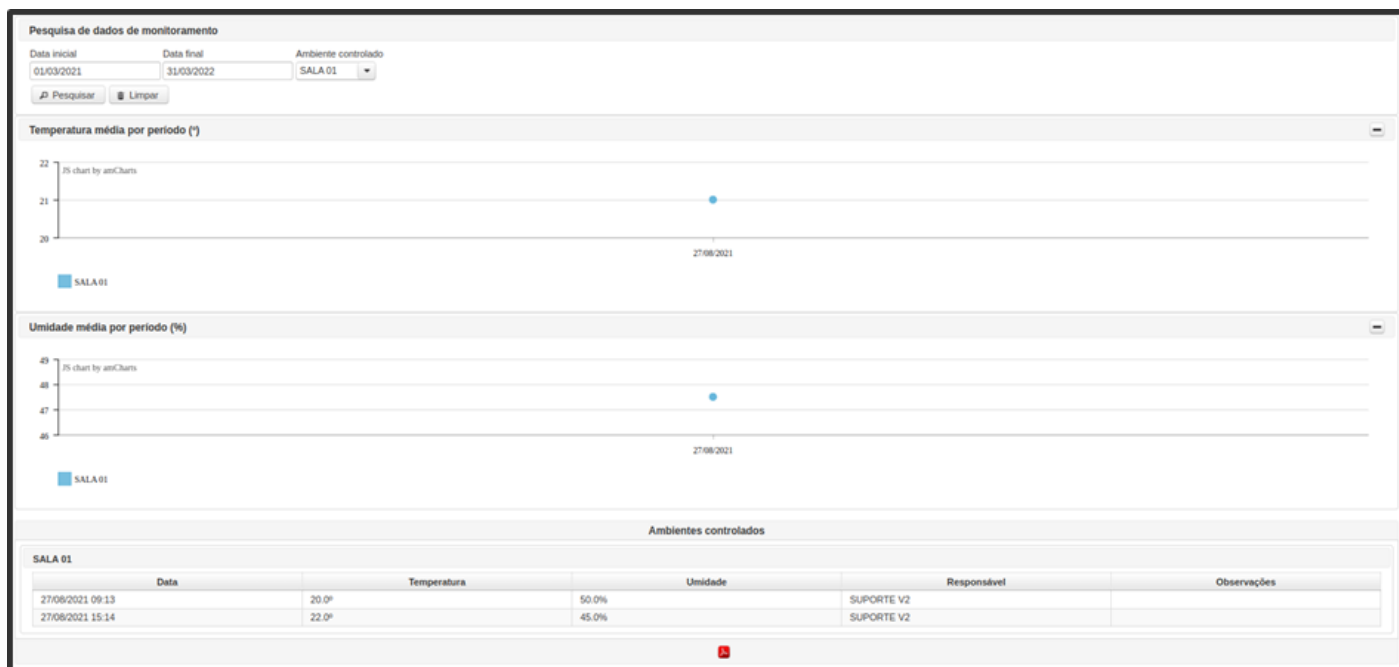 Pesquisa de dados de monitoramento
Data inicial Data final Ambiente controlado
01/03/2021 31/03/2022 SALA 01
Pesquisar Limpar
Temperatura média por período (º)
22
JS chart by amCharts
21
20
27/08/2021
SALA 01
Umidade média por período (%)
49
JS chart by amCharts
48
47
46
27/08/2021
SALA 01
Ambientes controlados
SALA 01
Data Temperatura Umidade Responsável Observações
27/08/2021 09:13 20.0º 50.0% SUPORTE V2
27/08/2021 15:14 22.0º 45.0% SUPORTE V2